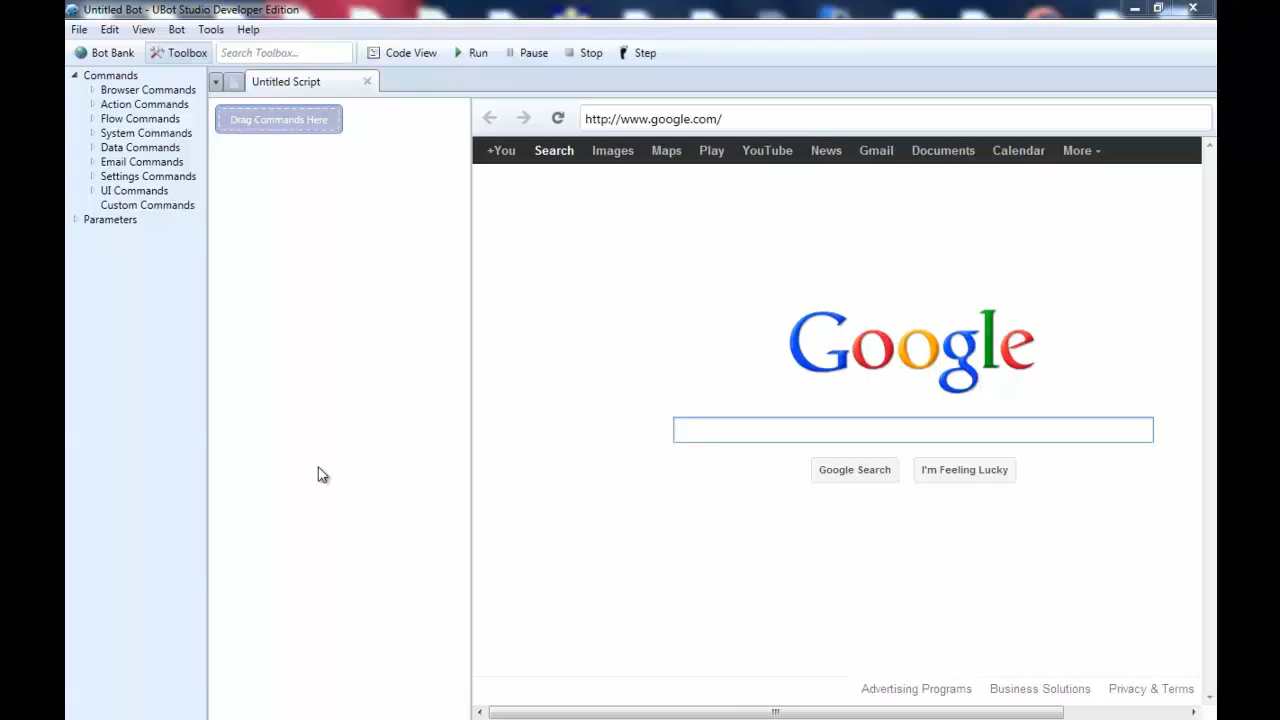 Untitled Bot - UBot Studio Developer Edition
File Edit View Bot Tools Help
Bot Bank Toolbox Search Toolbox... Code View Run Pause Stop Step
Commands
Browser Commands
Action Commands
Flow Commands
System Commands
Data Commands
Email Commands
Settings Commands
UI Commands
Custom Commands
Parameters
Untitled Script
Drag Commands Here
http://www.google.com/
+You Search Images Maps Play YouTube News Gmail Documents Calendar More
Google
Google Search I'm Feeling Lucky
Advertising Programs Business Solutions Privacy & Terms